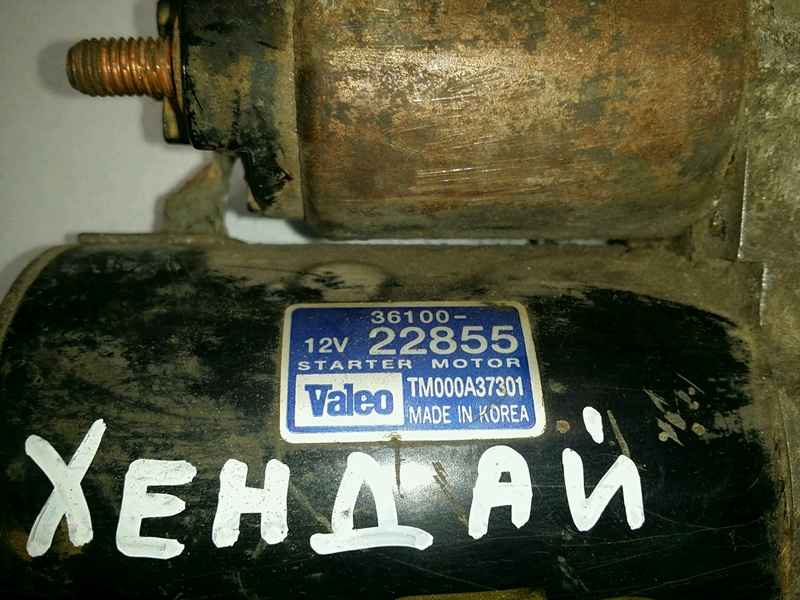 36100-
12V 22855
STARTER MOTOR
Valeo TM000A37301
MADE IN KOREA
ХЕНДАЙ